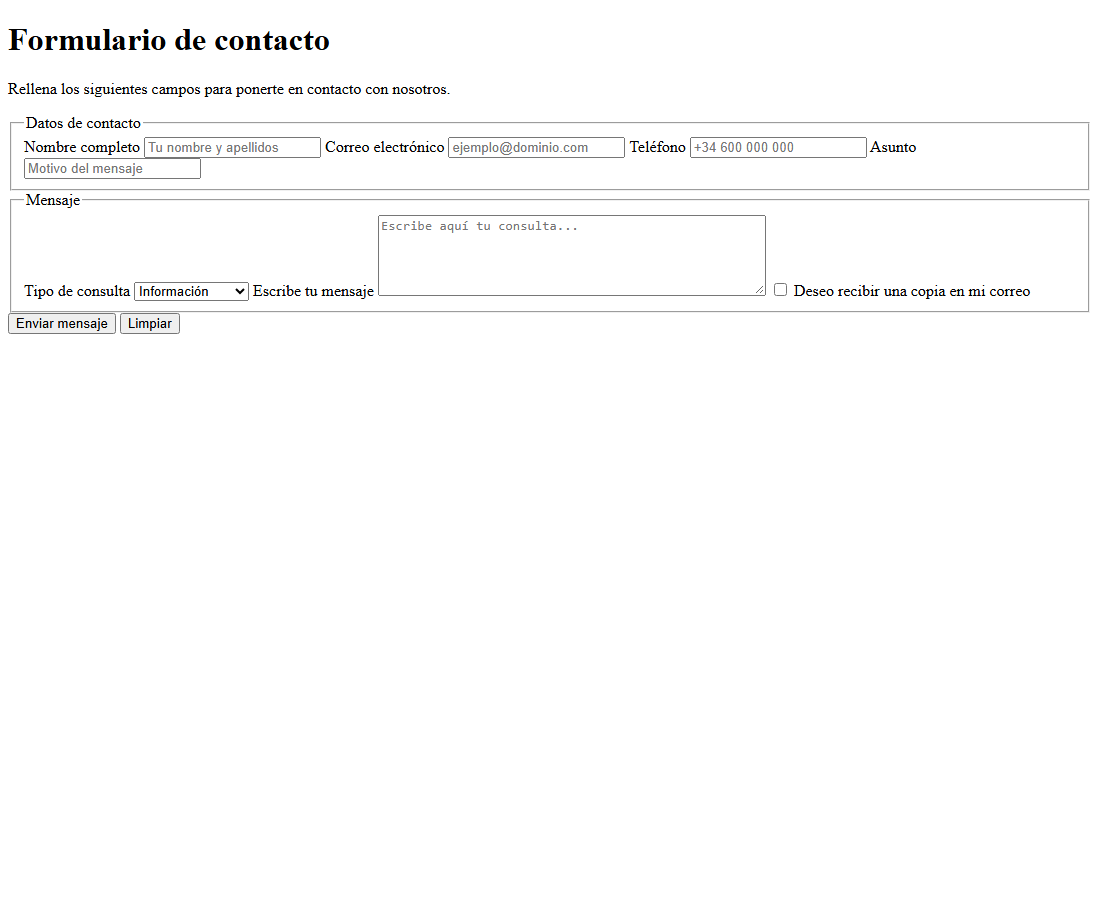 Formulario de contacto
Rellena los siguientes campos para ponerte en contacto con nosotros.
Datos de contacto
Nombre completo Tu nombre y apellidos Correo electrónico ejemplo@dominio.com Teléfono +34 600 000 000 Asunto
Motivo del mensaje
Mensaje
Escribe aquí tu consulta...
Tipo de consulta Información Escribe tu mensaje Deseo recibir una copia en mi correo
Enviar mensaje Limpiar